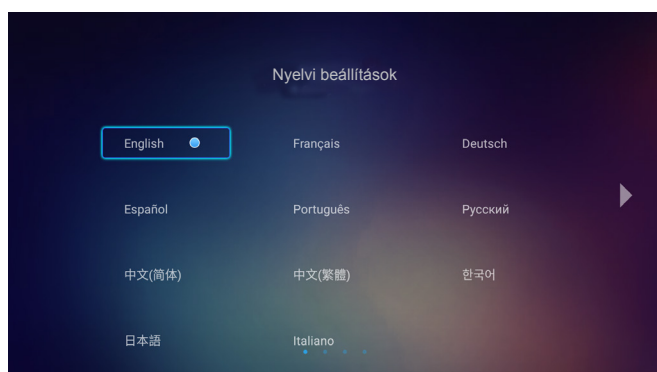 Nyelvi beállítások
English Français Deutsch
Español Português Русский
中文(简体) 中文(繁體) 한국어
日本語 Italiano